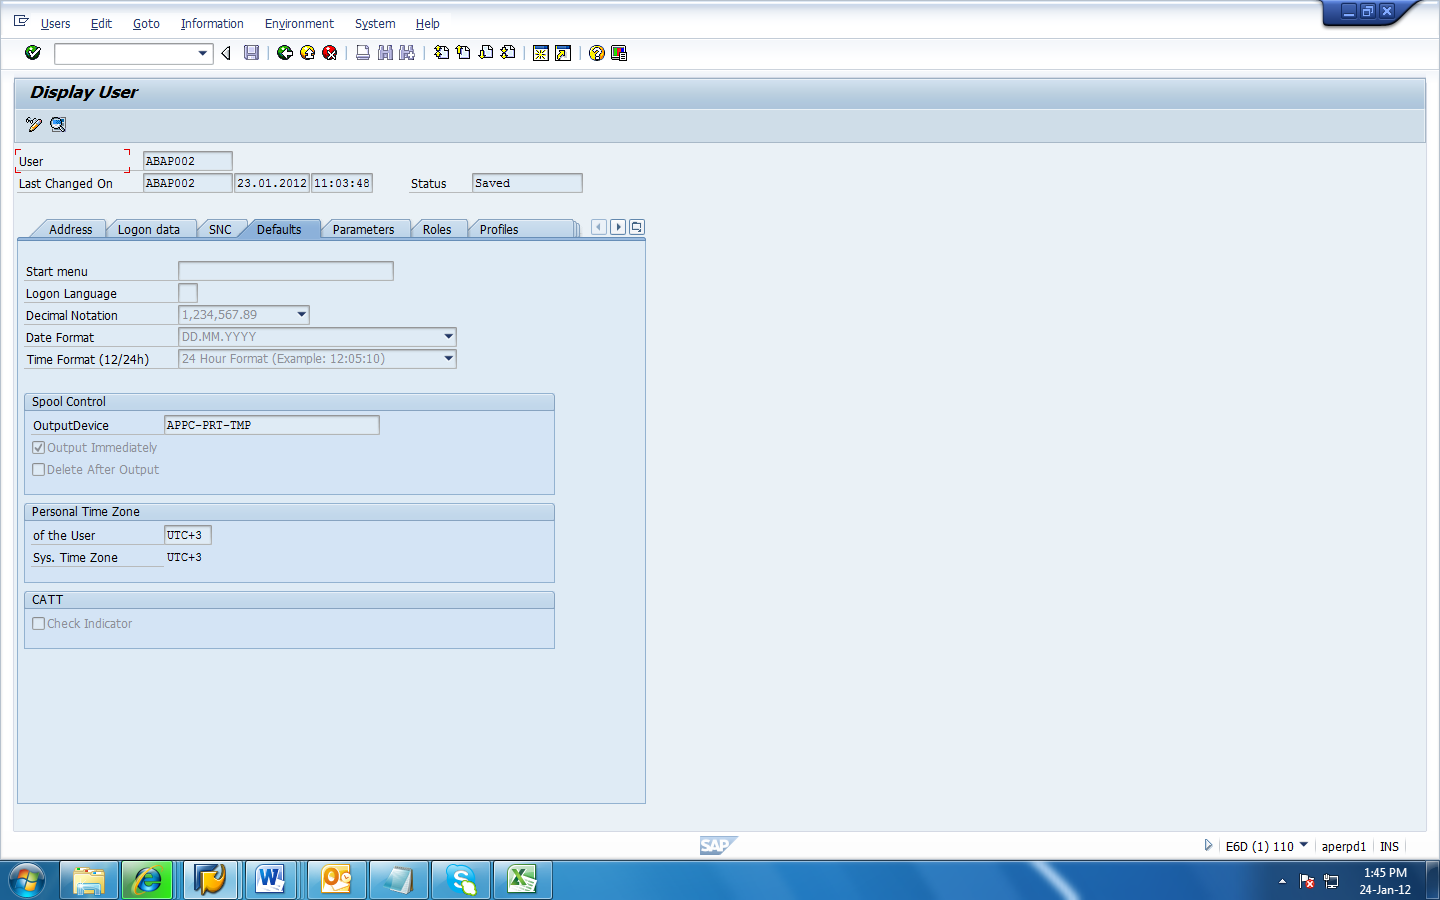 Users Edit Goto Information Environment System Help
Display User
User ABAP002
Last Changed On ABAP002 23.01.2012 11:03:48 Status Saved
Address Logon data SNC Defaults Parameters Roles Profiles
Start menu
Logon Language
Decimal Notation 1,234,567.89
Date Format DD.MM.YYYY
Time Format (12/24h) 24 Hour Format (Example: 12:05:10)
Spool Control
OutputDevice APPC-PRT-TMP
Output Immediately
Delete After Output
Personal Time Zone
of the User UTC+3
Sys. Time Zone UTC+3
CATT
Check Indicator
SAP E6D (1) 110 aperpd1 INS
1:45 PM
24-Jan-12